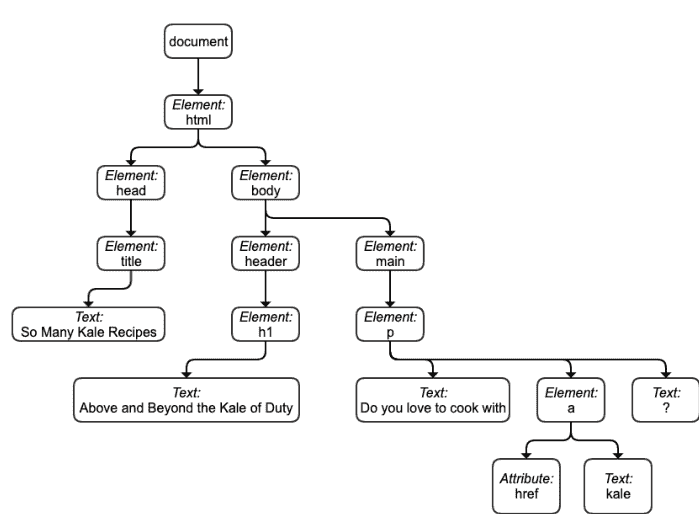 document
Element:
html
Element:
head
Element:
body
Element:
title
Element:
header
Element:
main
Text:
So Many Kale Recipes
Element:
h1
Element:
p
Text:
Above and Beyond the Kale of Duty
Text:
Do you love to cook with
Element:
a
Text:
?
Attribute:
href
Text:
kale